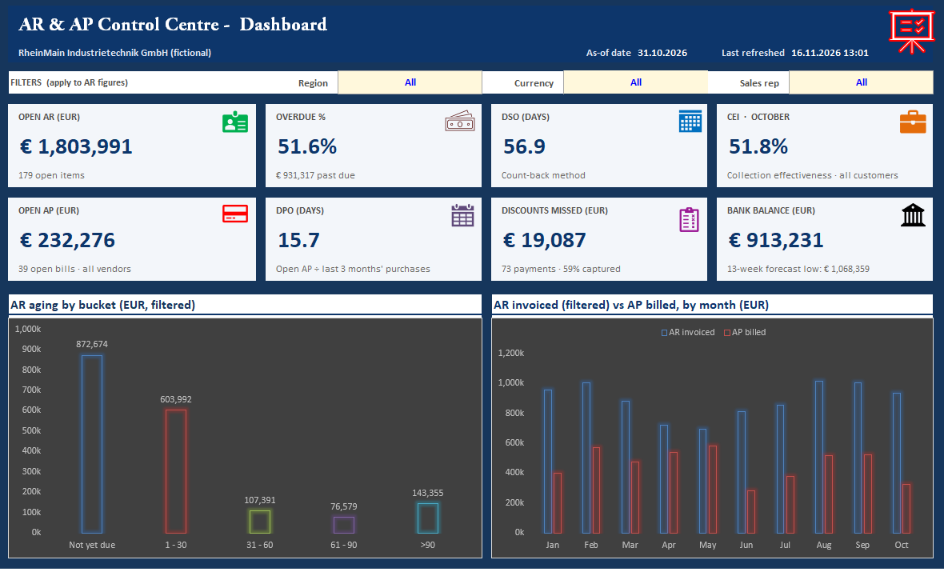 AR & AP Control Centre - Dashboard
RheinMain Industrietechnik GmbH (fictional)
As-of date 31.10.2026 Last refreshed 16.11.2026 13:01
FILTERS (apply to AR figures) Region All Currency All Sales rep All
OPEN AR (EUR)
€ 1,803,991
179 open items
OVERDUE %
51.6%
€ 931,317 past due
DSO (DAYS)
56.9
Count-back method
CEI · OCTOBER
51.8%
Collection effectiveness · all customers
OPEN AP (EUR)
€ 232,276
39 open bills · all vendors
DPO (DAYS)
15.7
Open AP ÷ last 3 months' purchases
DISCOUNTS MISSED (EUR)
€ 19,087
73 payments · 59% captured
BANK BALANCE (EUR)
€ 913,231
13-week forecast low: € 1,068,359
AR aging by bucket (EUR, filtered)
1,000k
900k
800k
700k
600k
500k
400k
300k
200k
100k
0k
872,674
603,992
107,391
76,579
143,355
Not yet due 1 - 30 31 - 60 61 - 90 >90
AR invoiced (filtered) vs AP billed, by month (EUR)
AR invoiced AP billed
1,200k
1,000k
800k
600k
400k
200k
0k
Jan Feb Mar Apr May Jun Jul Aug Sep Oct